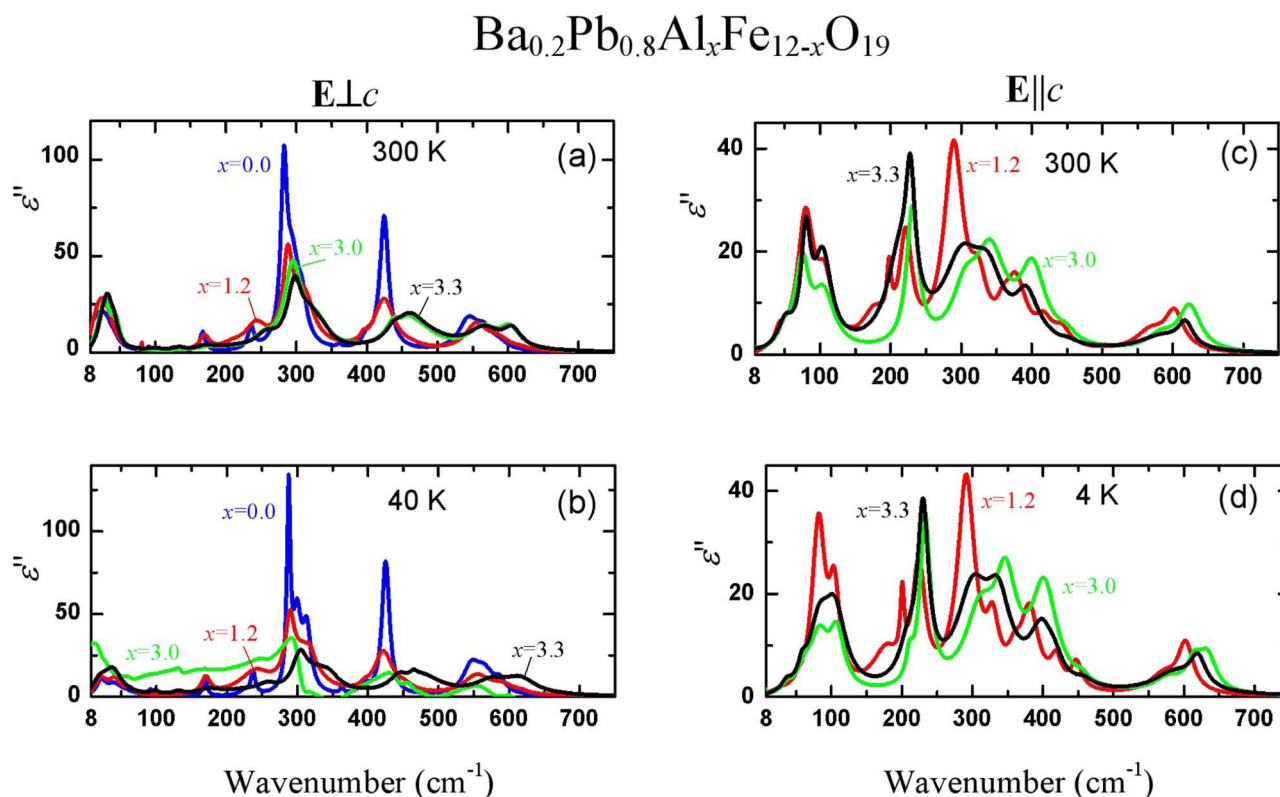 Ba0.2Pb0.8AlxFe12-xO19
E⊥c
E||c
100
50
0
ε"
x=0.0
300 K
(a)
x=3.0
x=1.2
x=3.3
8 100 200 300 400 500 600 700
40
20
0
ε"
x=3.3
x=1.2
300 K
(c)
x=3.0
8 100 200 300 400 500 600 700
100
50
0
ε"
x=0.0
40 K
(b)
x=1.2
x=3.0
x=3.3
8 100 200 300 400 500 600 700
Wavenumber (cm-1)
40
20
0
ε"
x=3.3
x=1.2
4 K
(d)
x=3.0
8 100 200 300 400 500 600 700
Wavenumber (cm-1)